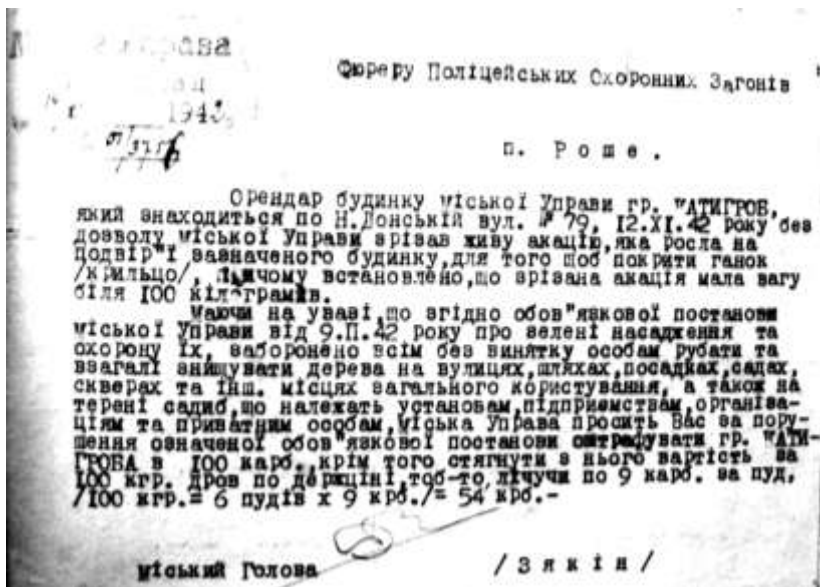 Фюреру Поліцейських Охоронних Загонів
п. Роше.
Орендар будинку міської Управи гр. МАТИГРОБ,
який знаходиться по Н.Донській вул. № 79, 12.XI.42 року без
дозволу міської Управи зрізав живу акацію,яка росла на
подвір"ї зазначеного будинку,для того щоб покрити ганок
/крильцо/, причому встановлено,що зрізана акація мала вагу
біля 100 кілограмів.
Маючи на уваві,що згідно обов"язкової постанови
міської Управи від 9.П.42 року про зелені насадження та
охорону їх, заборонено всім без винятку особам рубати та
взагалі знищувати дерева на вулицях,шляхах,посадках,садах,
скверах та інш. місцях загального користування, а також на
терені садиб,що належать установам,підприємствам,організа-
ціям та приватним особам,міська Управа просить Вас за пору-
шення означеної обов"язкової постанови оштрафувати гр. МАТИ-
ГРОБА в 100 карб.,крім того стягнути з нього вартість за
100 кгр. дров по держціні,тоб-то лічучи по 9 карб. за пуд,
/100 кгр.= 6 пудів х 9 крб./= 54 крб.-
міський Голова /Зякін/